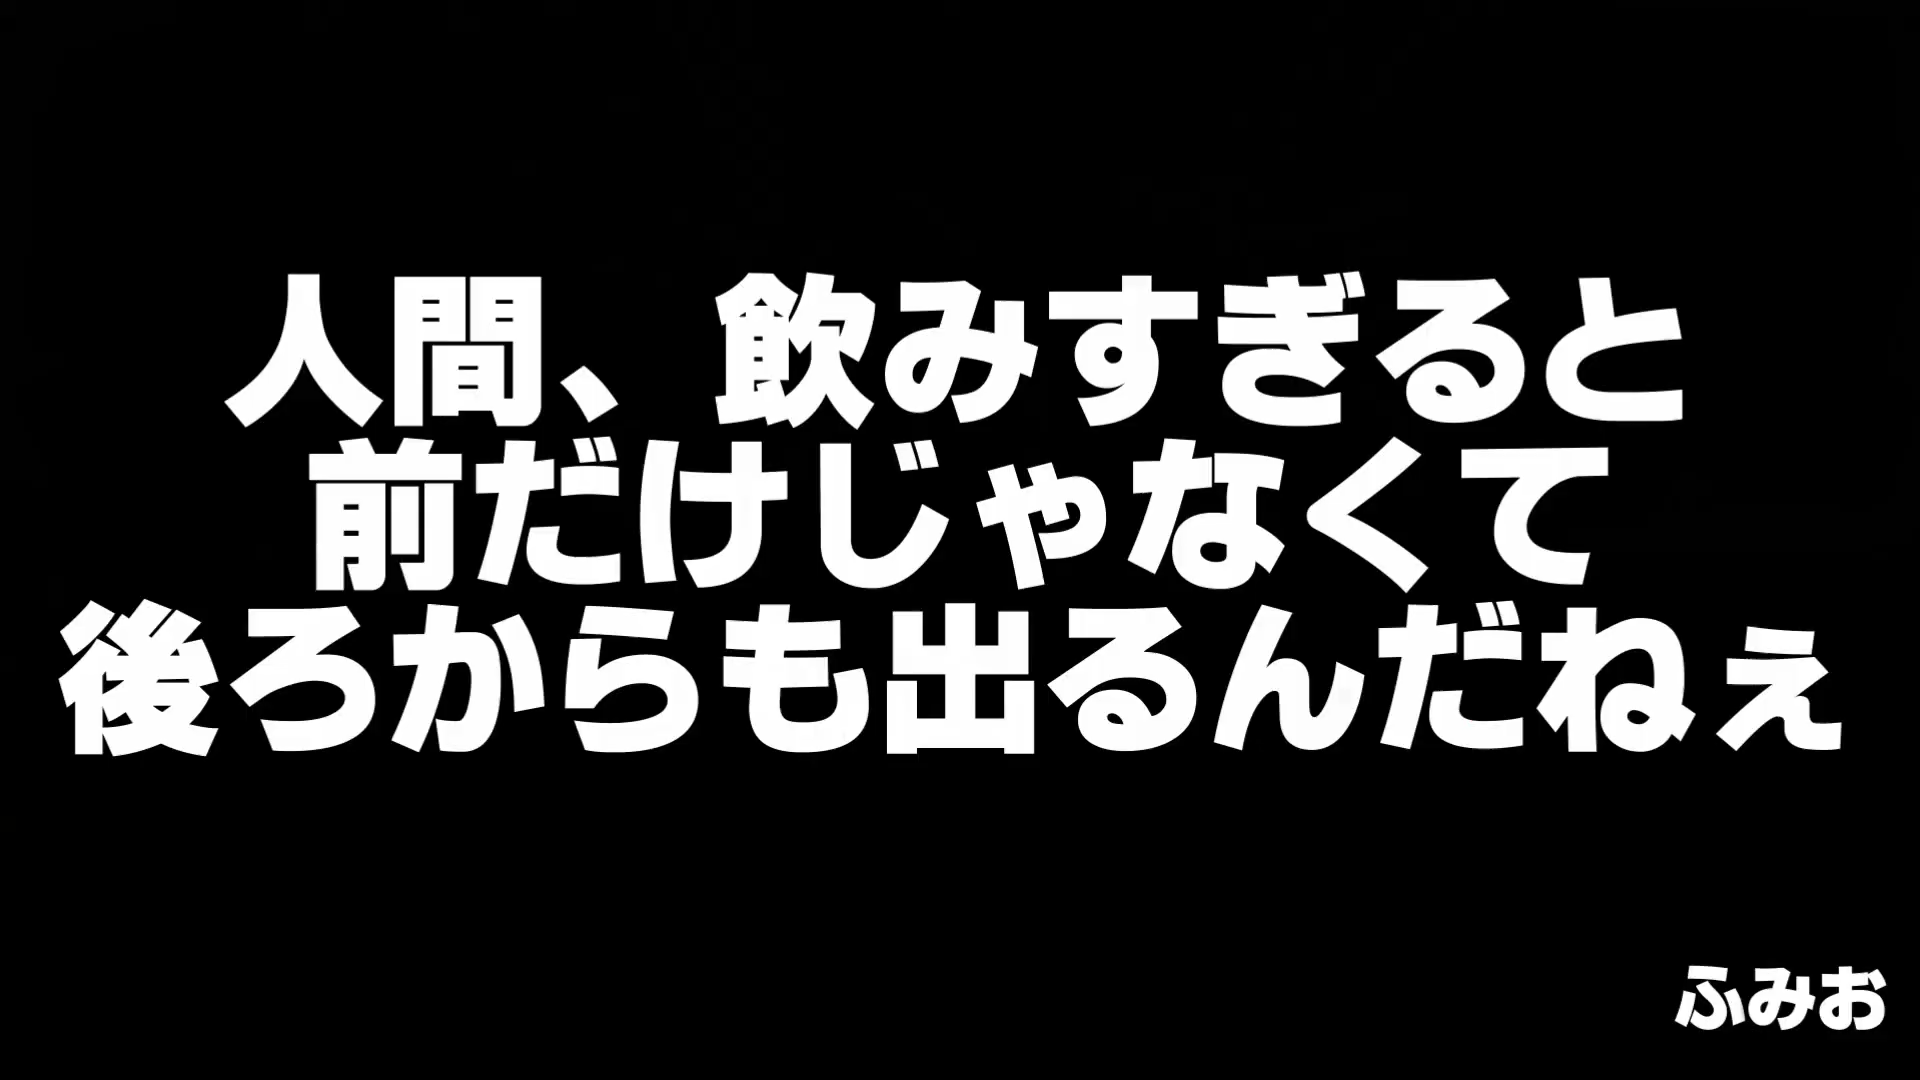 人間、飲みすぎると
前だけじゃなくて
後ろからも出るんだねぇ
ふみお